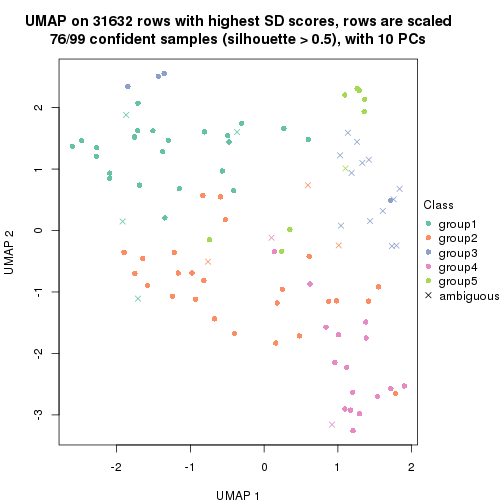 UMAP on 31632 rows with highest SD scores, rows are scaled
76/99 confident samples (silhouette > 0.5), with 10 PCs
UMAP 2
2
1
0
-1
-2
-3
-2
-1
0
1
2
UMAP 1
Class
group1
group2
group3
group4
group5
ambiguous